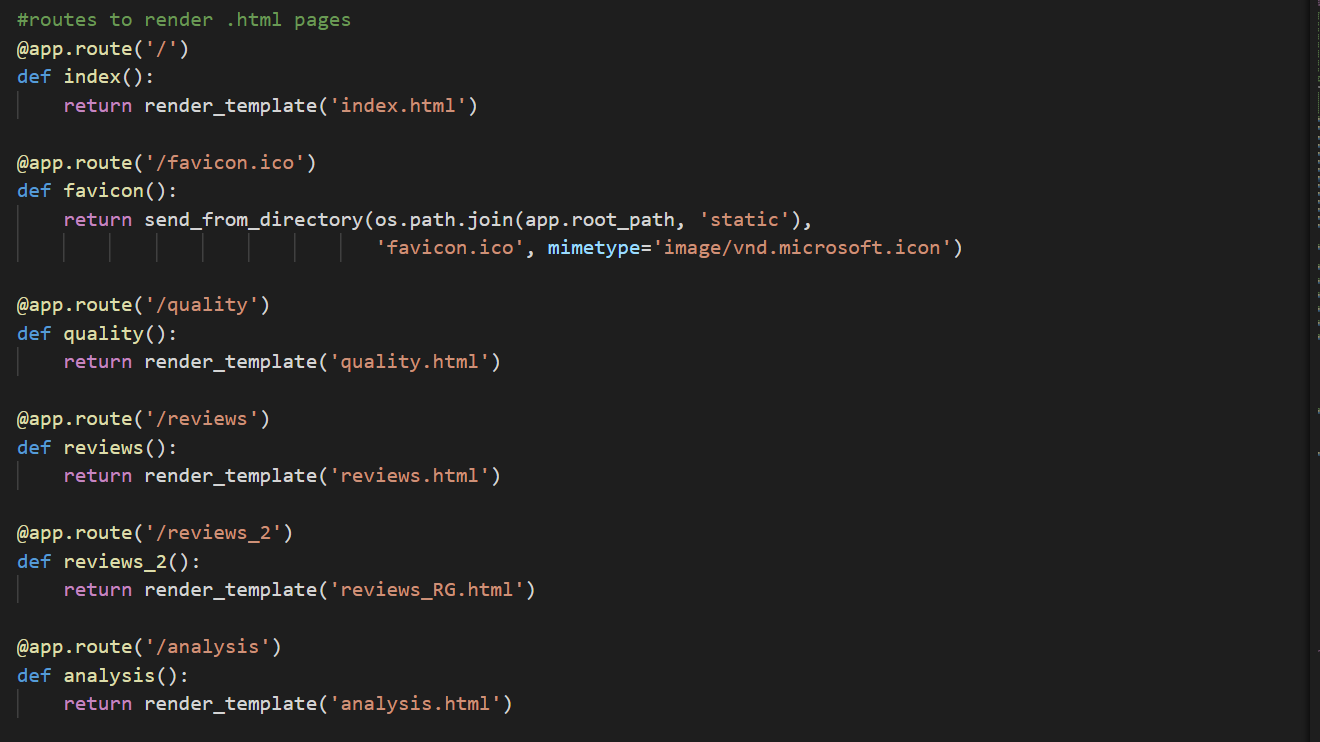 #routes to render .html pages
@app.route('/')
def index():
    return render_template('index.html')

@app.route('/favicon.ico')
def favicon():
    return send_from_directory(os.path.join(app.root_path, 'static'),
                               'favicon.ico', mimetype='image/vnd.microsoft.icon')

@app.route('/quality')
def quality():
    return render_template('quality.html')

@app.route('/reviews')
def reviews():
    return render_template('reviews.html')

@app.route('/reviews_2')
def reviews_2():
    return render_template('reviews_RG.html')

@app.route('/analysis')
def analysis():
    return render_template('analysis.html')